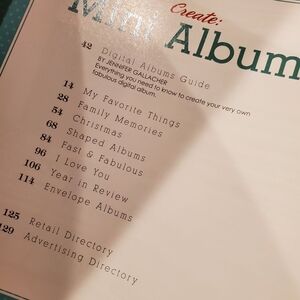 Create:
Mini Album
42 Digital Albums Guide
BY JENNIFER GALLACHER
Everything you need to know to create your very own
fabulous digital album.
14 My Favorite Things
28 Family Memories
54 Christmas
68 Shaped Albums
84 Fast & Fabulous
96 I Love You
106 Year in Review
114 Envelope Albums
125 Retail Directory
129 Advertising Directory